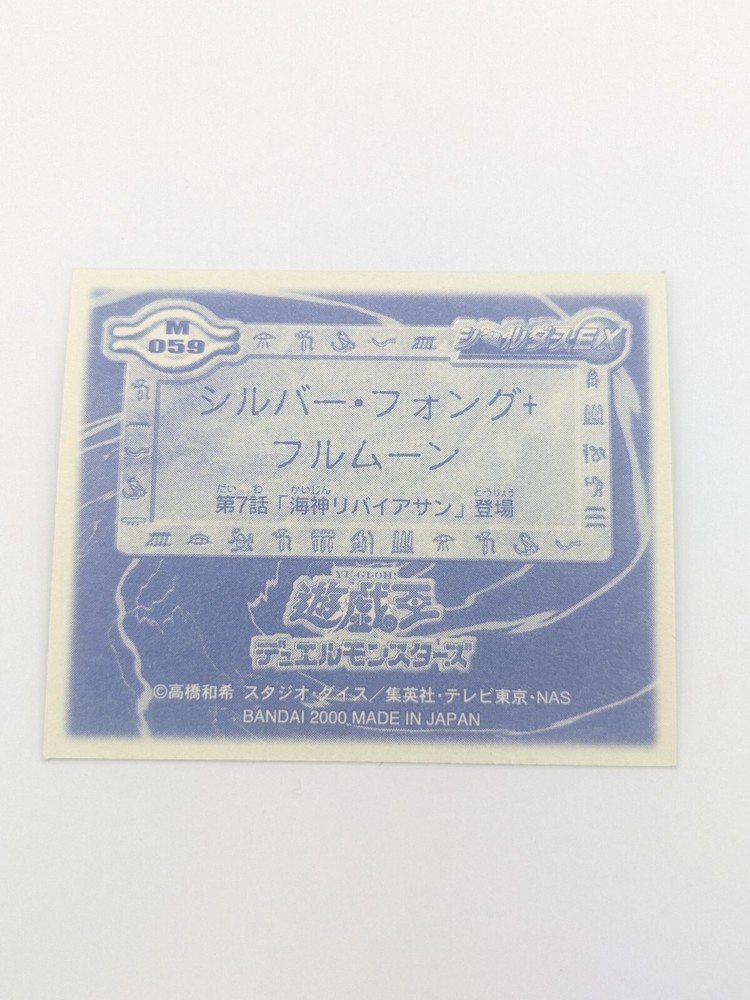 M
059
シールダスEX
シルバー・フォング+
フルムーン
だい わ かいじん とうじょう
第7話「海神リバイアサン」登場
YU-GI-OH!
遊戯王
デュエルモンスターズ
©高橋和希 スタジオ・ダイス／集英社・テレビ東京・NAS
BANDAI 2000 MADE IN JAPAN